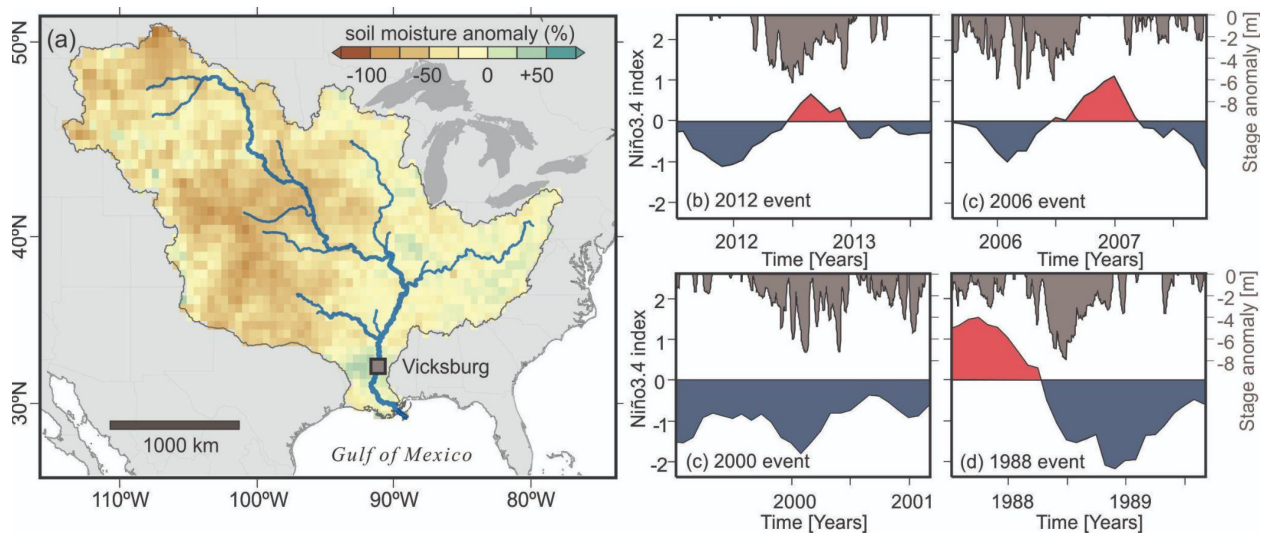 (a)
soil moisture anomaly (%)
-100 -50 0 +50
50ºN
40ºN
30ºN
Vicksburg
1000 km
Gulf of Mexico
110ºW 100ºW 90ºW 80ºW
2
1
0
-1
-2
Niño3.4 index
(b) 2012 event
2012 2013
Time [Years]
(c) 2006 event
2006 2007
Time [Years]
0
-2
-4
-6
-8
Stage anomaly [m]
2
1
0
-1
-2
Niño3.4 index
(c) 2000 event
2000 2001
Time [Years]
(d) 1988 event
1988 1989
Time [Years]
0
-2
-4
-6
-8
Stage anomaly [m]